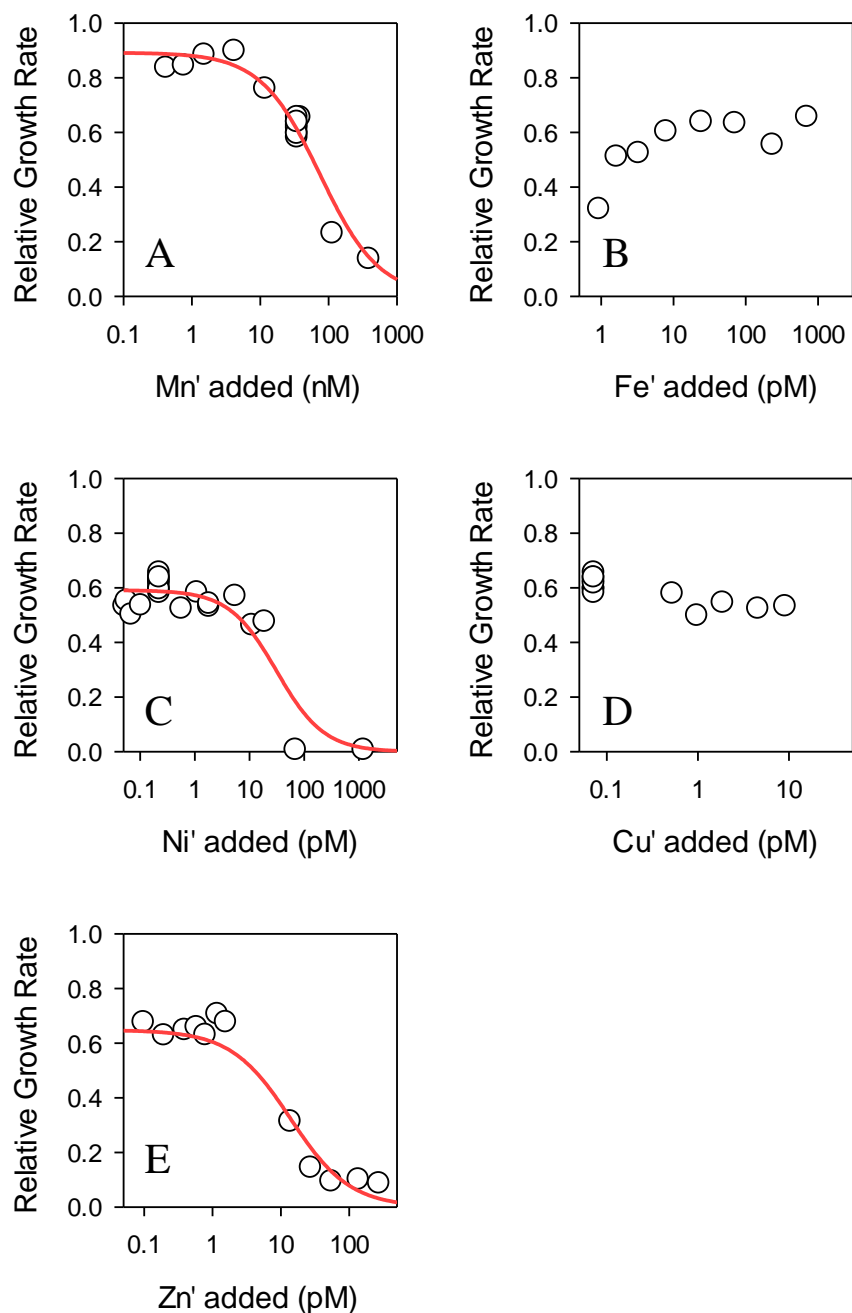 Relative Growth Rate
1.0
0.8
0.6
0.4
0.2
0.0
A
0.1 1 10 100 1000
Mn' added (nM)
Relative Growth Rate
1.0
0.8
0.6
0.4
0.2
0.0
B
1 10 100 1000
Fe' added (pM)
Relative Growth Rate
1.0
0.8
0.6
0.4
0.2
0.0
C
0.1 1 10 100 1000
Ni' added (pM)
Relative Growth Rate
1.0
0.8
0.6
0.4
0.2
0.0
D
0.1 1 10
Cu' added (pM)
Relative Growth Rate
1.0
0.8
0.6
0.4
0.2
0.0
E
0.1 1 10 100
Zn' added (pM)